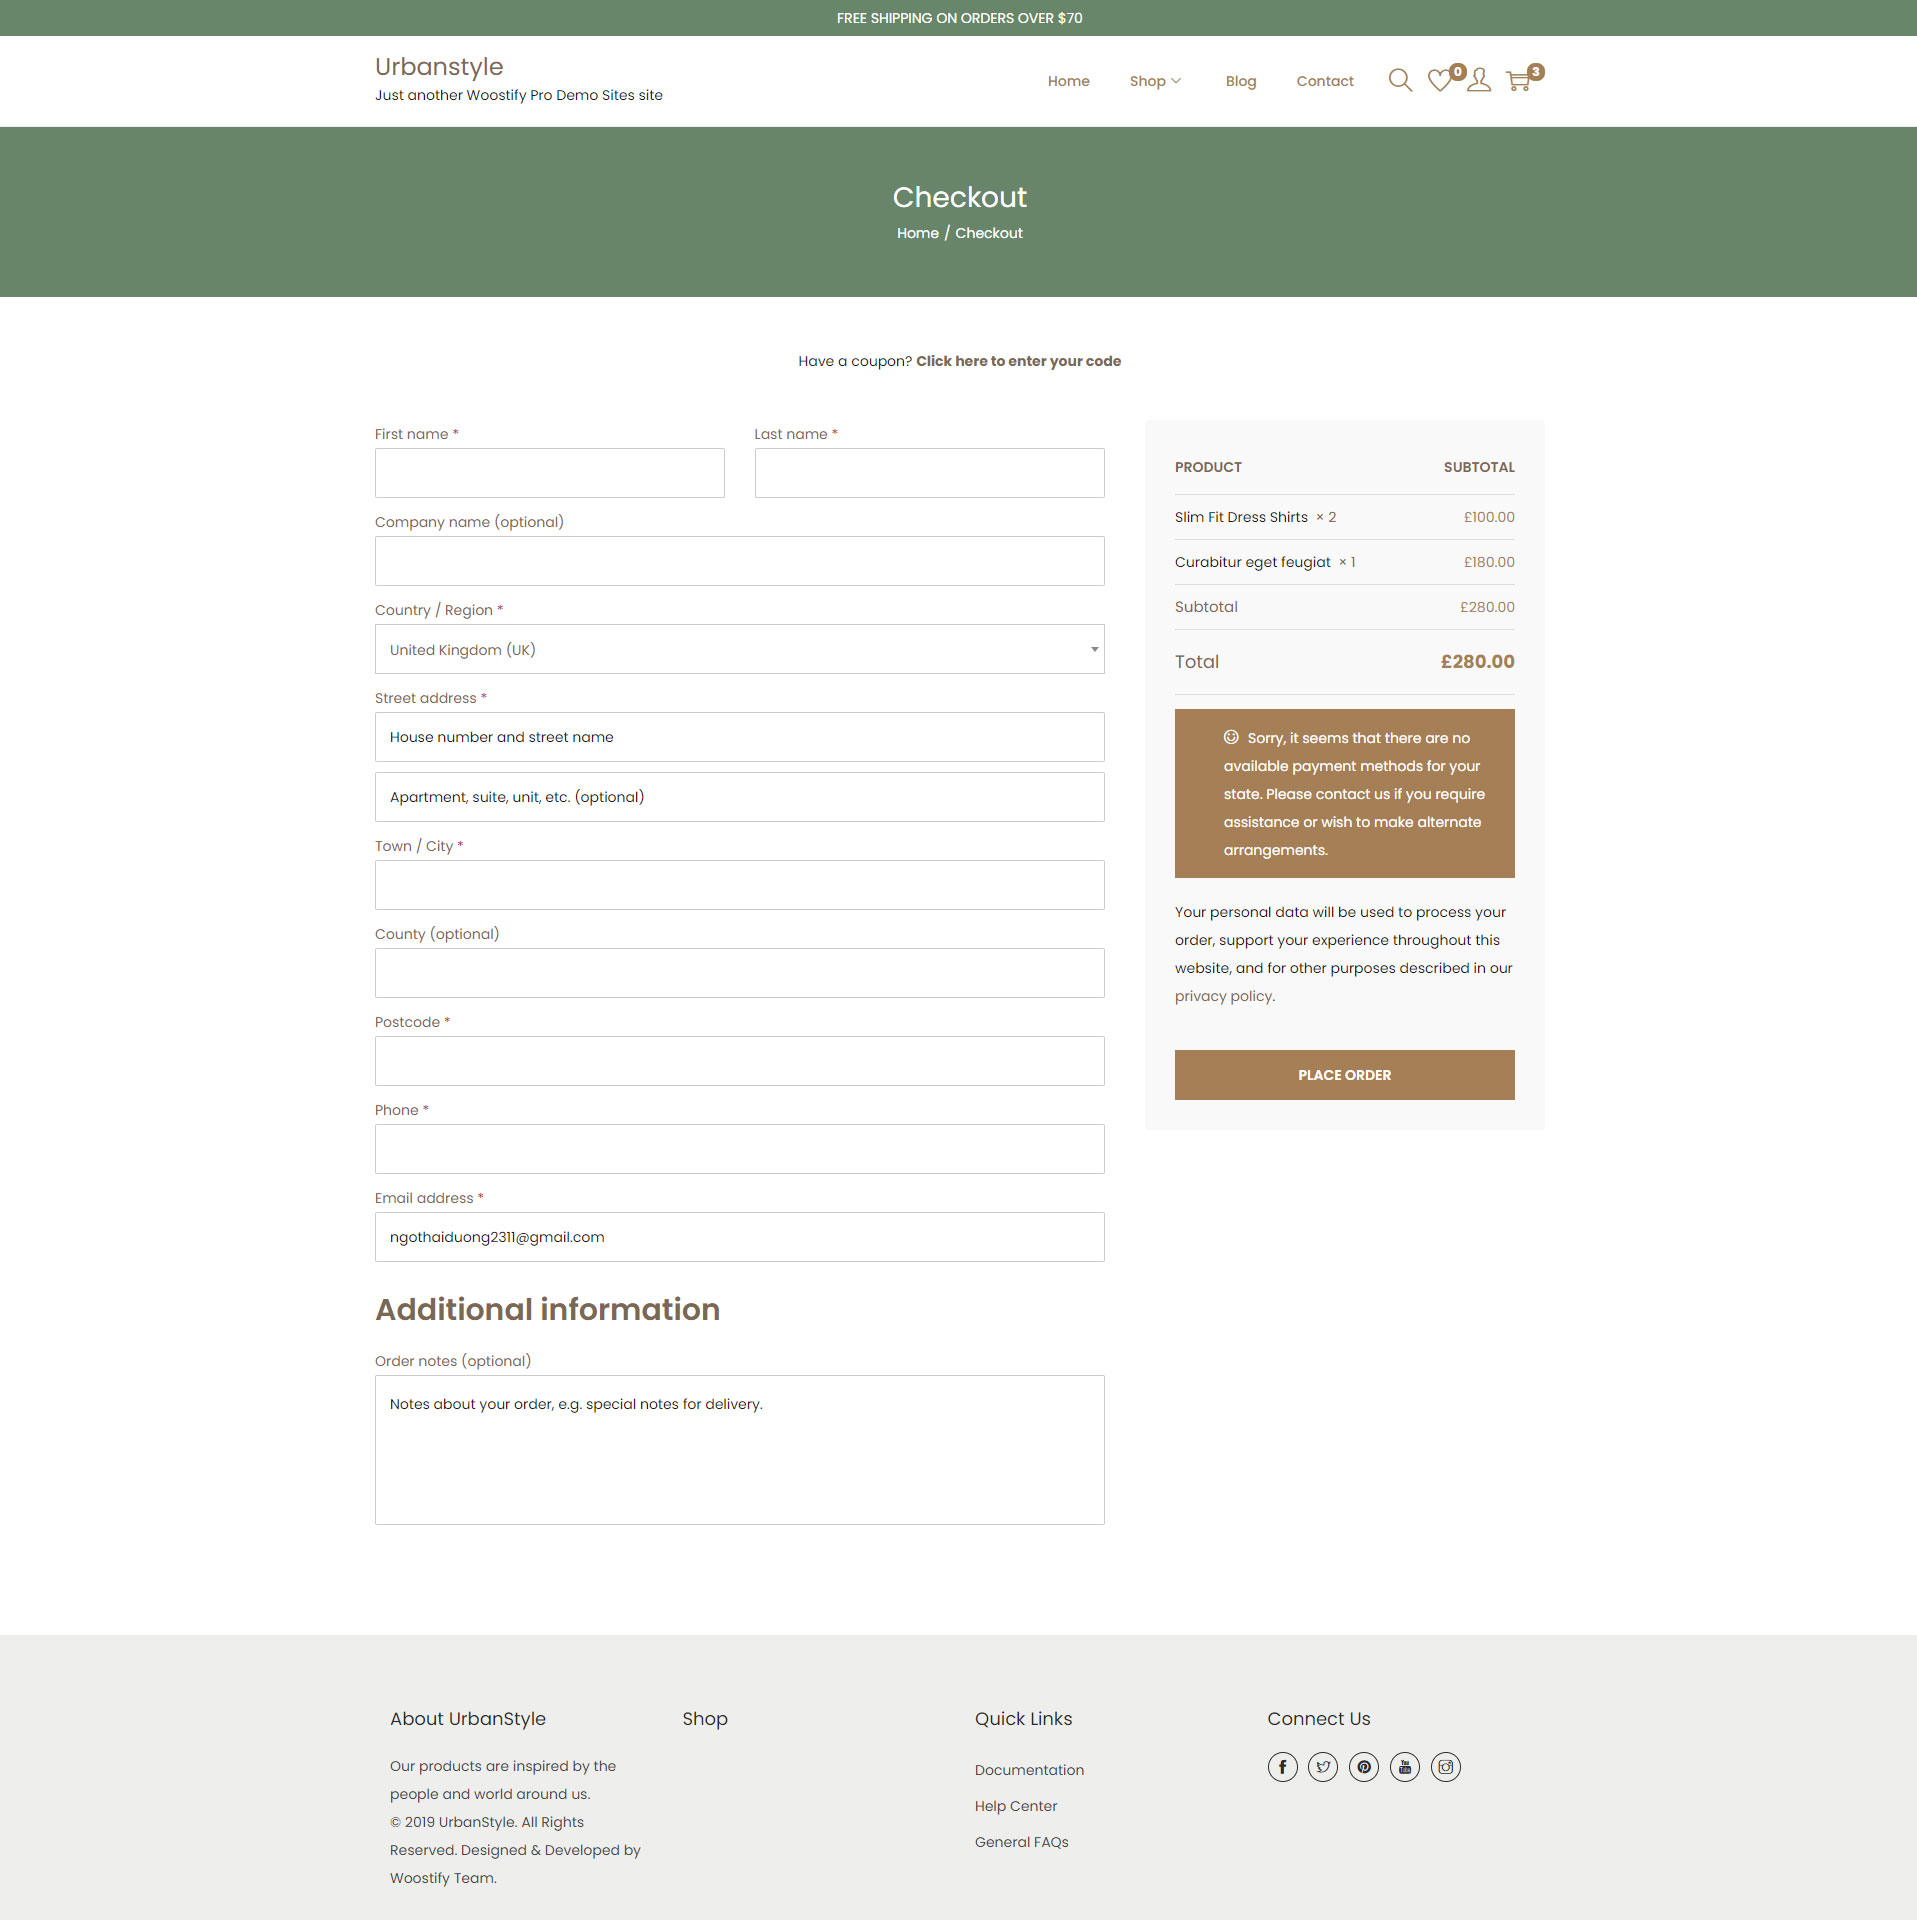 FREE SHIPPING ON ORDERS OVER $70
Urbanstyle
Just another Woostify Pro Demo Sites site
Home
Shop
Blog
Contact
0
3
Checkout
Home / Checkout
Have a coupon? Click here to enter your code
First name *
Last name *
Company name (optional)
Country / Region *
United Kingdom (UK)
Street address *
House number and street name
Apartment, suite, unit, etc. (optional)
Town / City *
County (optional)
Postcode *
Phone *
Email address *
ngothaiduong2311@gmail.com
Additional information
Order notes (optional)
Notes about your order, e.g. special notes for delivery.
PRODUCT SUBTOTAL
Slim Fit Dress Shirts × 2 £100.00
Curabitur eget feugiat × 1 £180.00
Subtotal £280.00
Total £280.00
Sorry, it seems that there are no
available payment methods for your
state. Please contact us if you require
assistance or wish to make alternate
arrangements.
Your personal data will be used to process your
order, support your experience throughout this
website, and for other purposes described in our
privacy policy.
PLACE ORDER
About UrbanStyle
Our products are inspired by the
people and world around us.
© 2019 UrbanStyle. All Rights
Reserved. Designed & Developed by
Woostify Team.
Shop
Quick Links
Documentation
Help Center
General FAQs
Connect Us
You
Tube